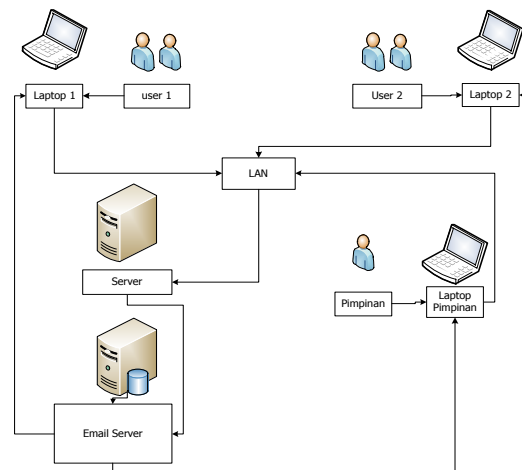 Laptop 1
user 1
User 2
Laptop 2
LAN
Server
Pimpinan
Laptop
Pimpinan
Email Server